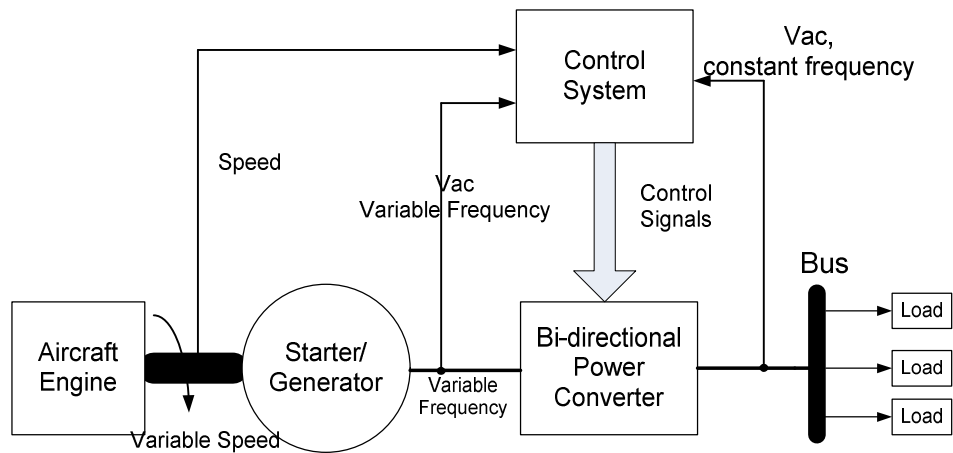 Control
System
Vac,
constant frequency
Speed
Vac
Variable Frequency
Control
Signals
Bus
Aircraft
Engine
Variable Speed
Starter/
Generator
Variable
Frequency
Bi-directional
Power
Converter
Load
Load
Load